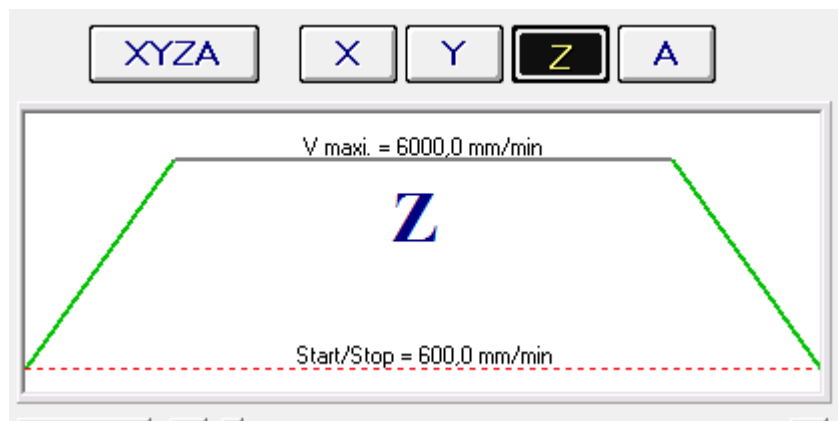 XYZA X Y Z A
V maxi. = 6000,0 mm/min
Z
Start/Stop = 600,0 mm/min